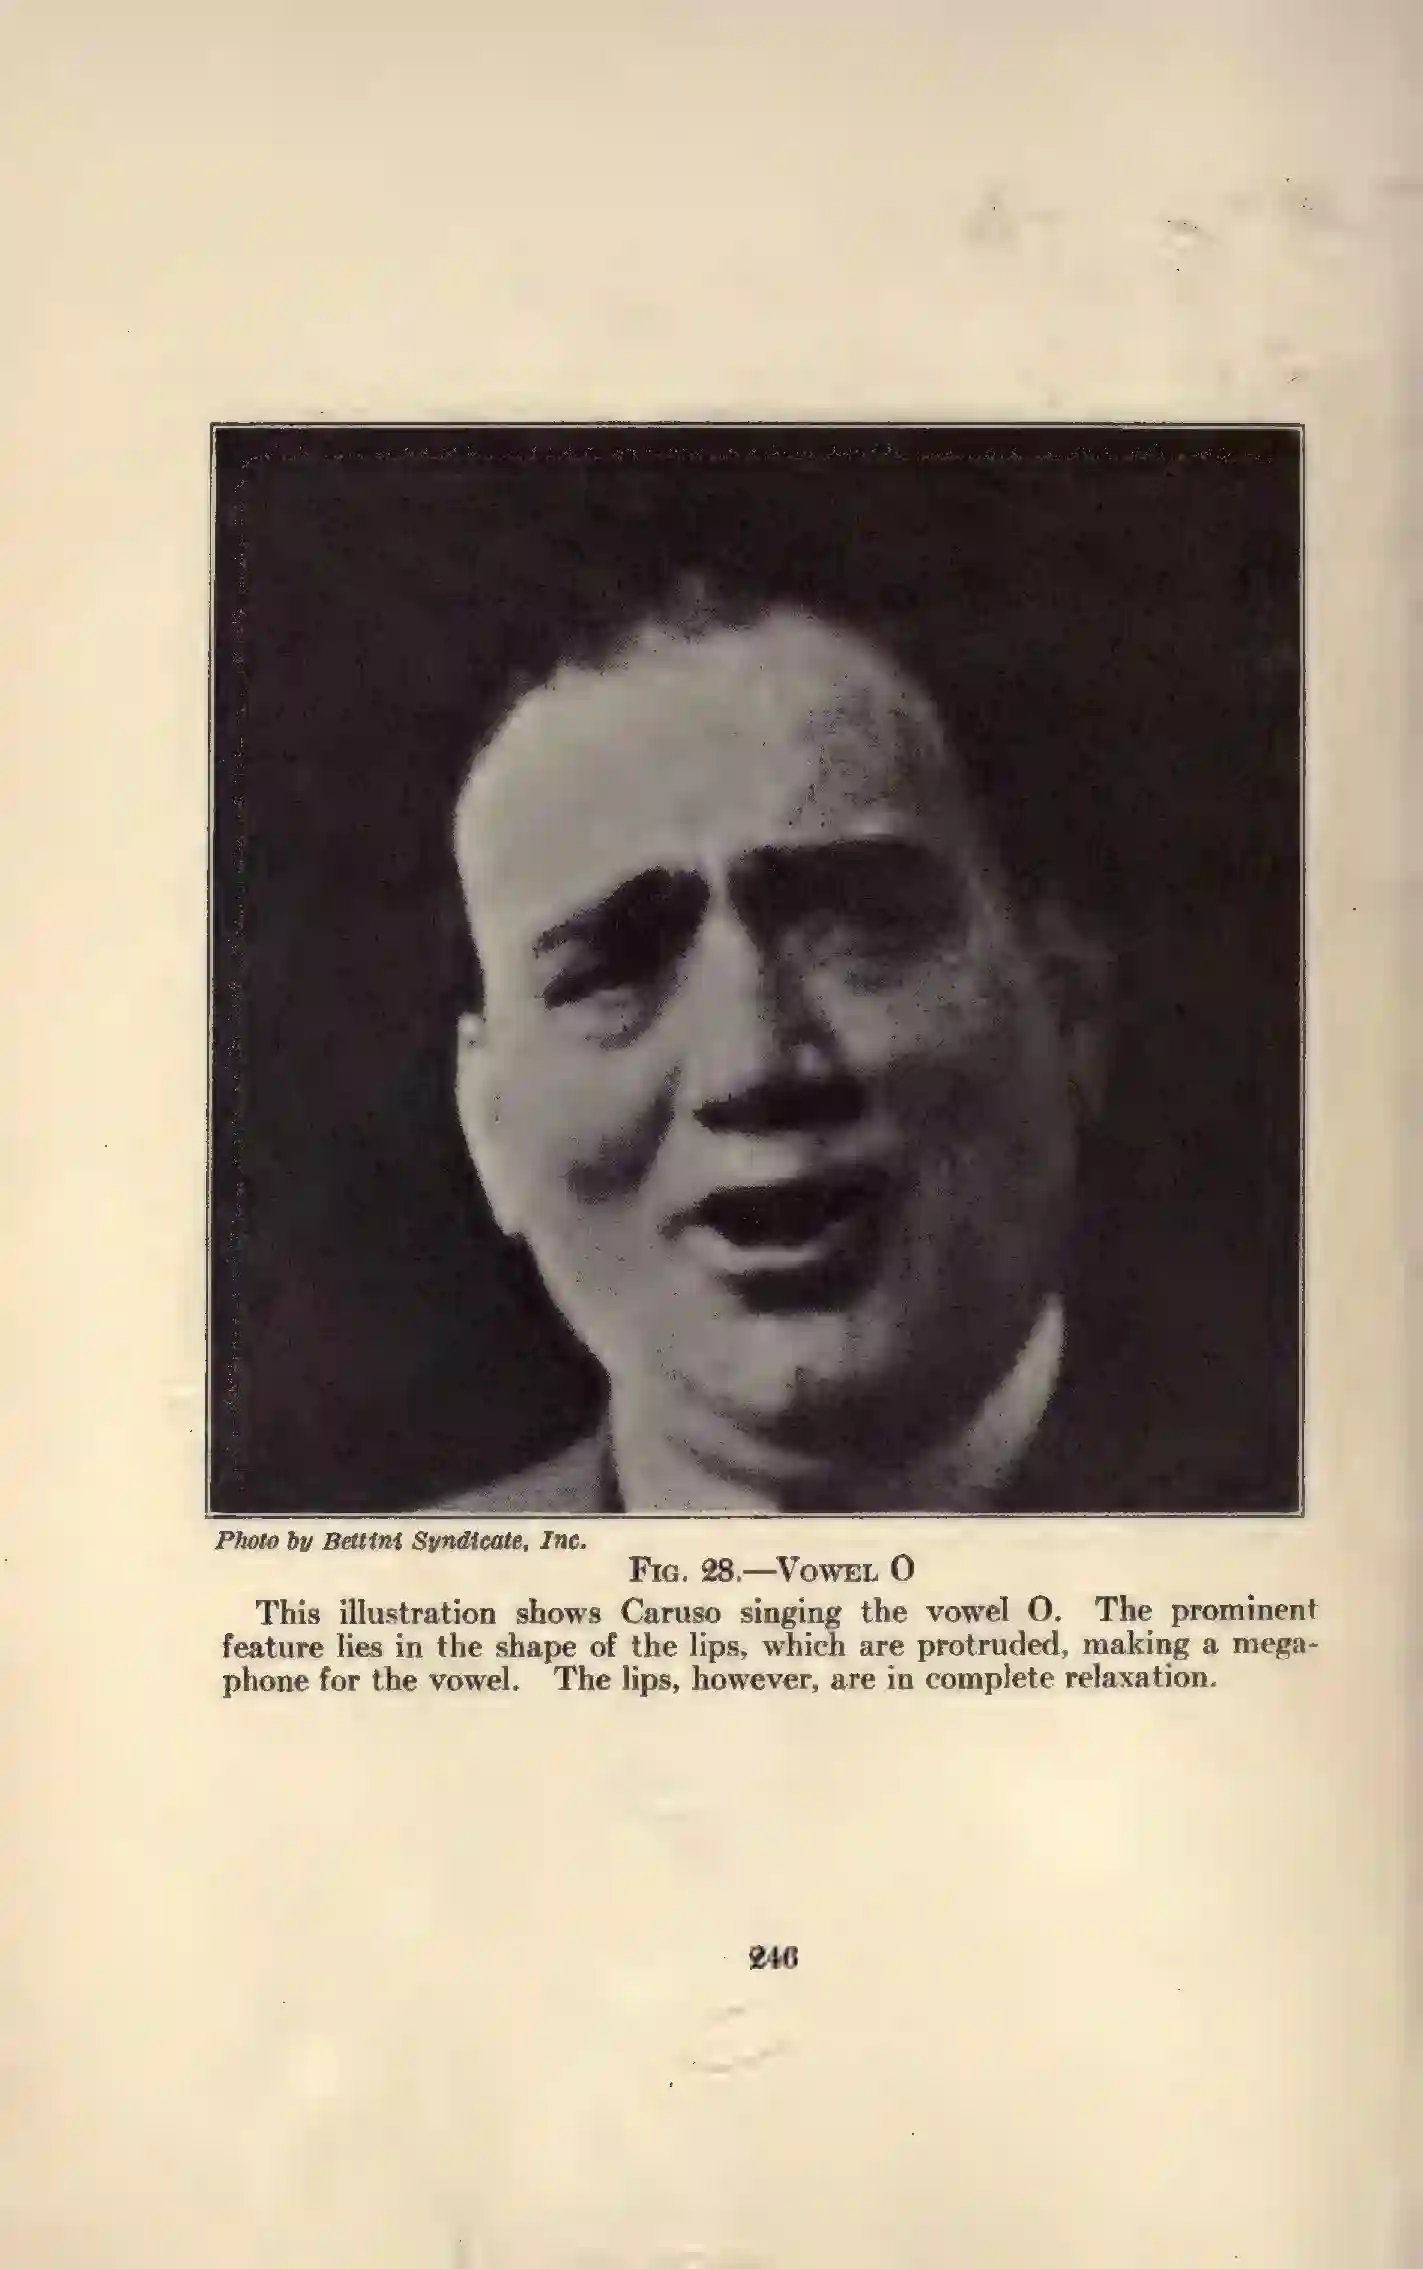 Photo by Bettini Syndicate, Inc.
FIG. 28.—VOWEL O
This illustration shows Caruso singing the vowel O. The prominent
feature lies in the shape of the lips, which are protruded, making a mega-
phone for the vowel. The lips, however, are in complete relaxation.
246